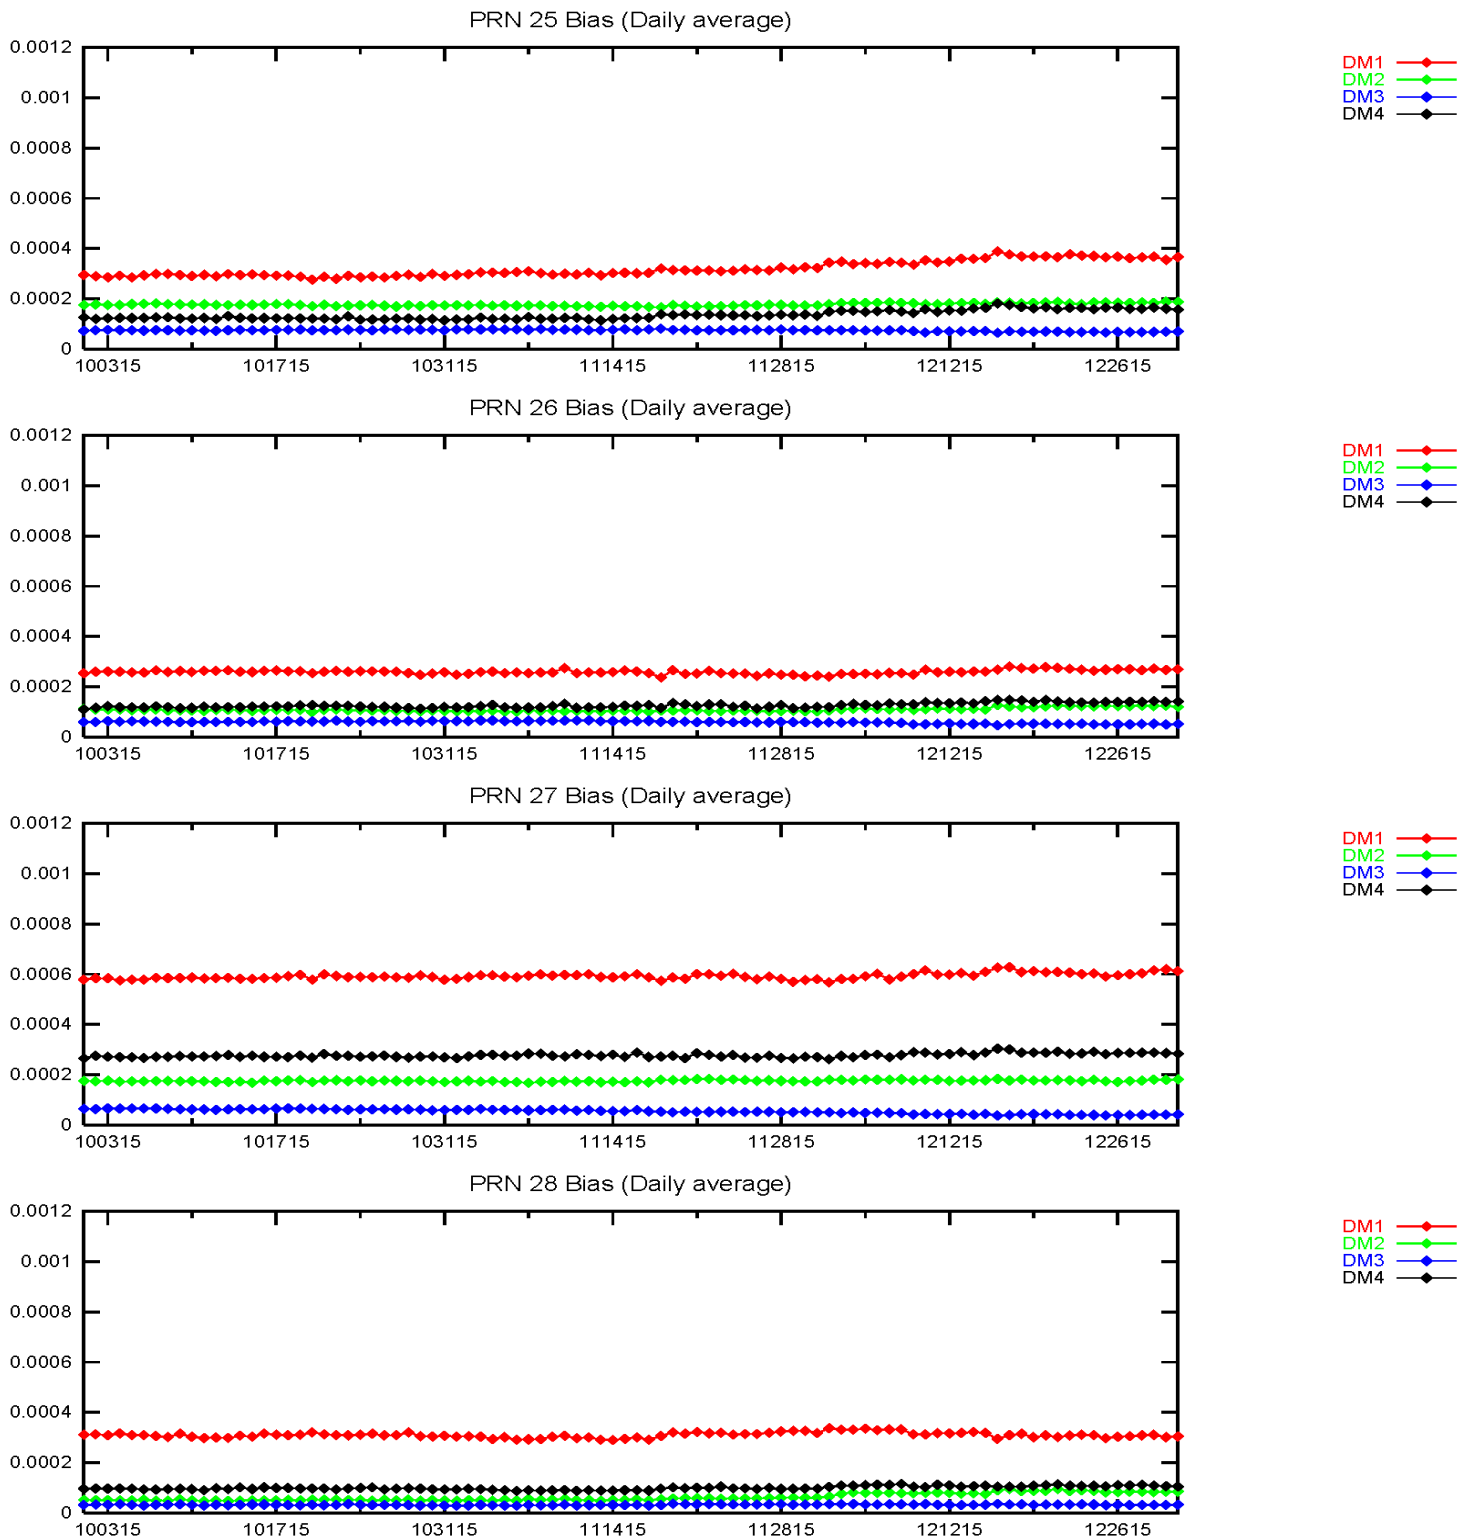 PRN 25 Bias (Daily average)
0.0012
0.001
0.0008
0.0006
0.0004
0.0002
0
100315 101715 103115 111415 112815 121215 122615
DM1
DM2
DM3
DM4
PRN 26 Bias (Daily average)
0.0012
0.001
0.0008
0.0006
0.0004
0.0002
0
100315 101715 103115 111415 112815 121215 122615
DM1
DM2
DM3
DM4
PRN 27 Bias (Daily average)
0.0012
0.001
0.0008
0.0006
0.0004
0.0002
0
100315 101715 103115 111415 112815 121215 122615
DM1
DM2
DM3
DM4
PRN 28 Bias (Daily average)
0.0012
0.001
0.0008
0.0006
0.0004
0.0002
0
100315 101715 103115 111415 112815 121215 122615
DM1
DM2
DM3
DM4